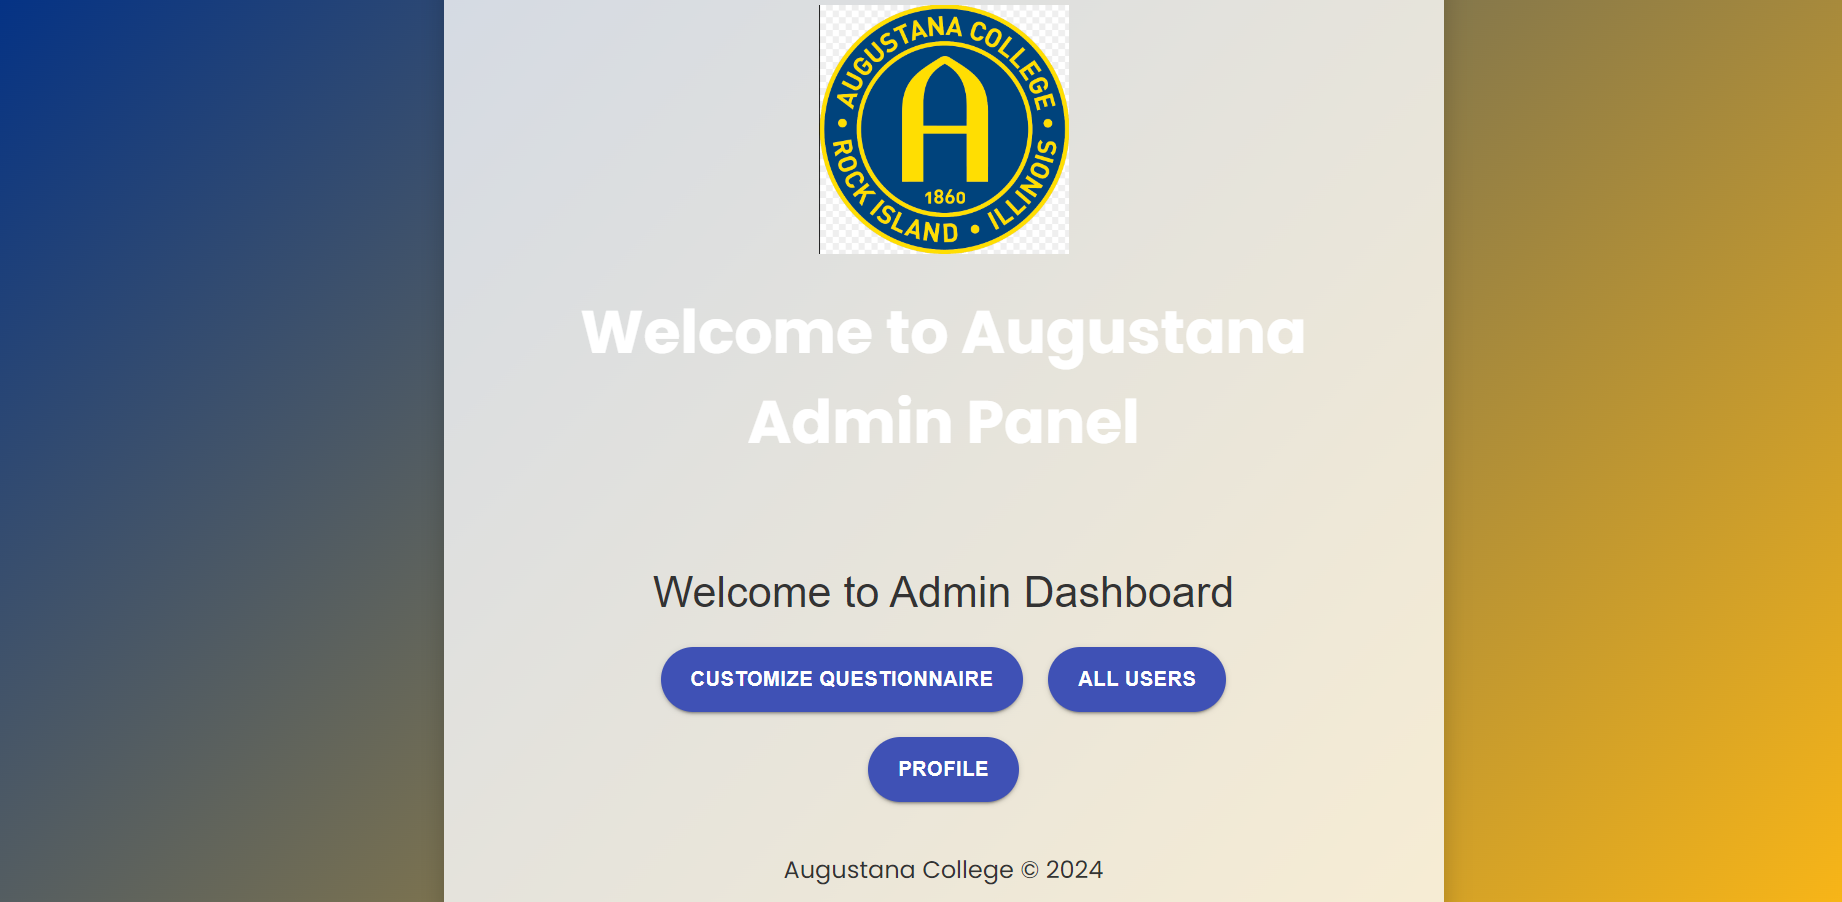 AUGUSTANA COLLEGE
ROCK ISLAND • ILLINOIS
1860
Welcome to Augustana
Admin Panel
Welcome to Admin Dashboard
CUSTOMIZE QUESTIONNAIRE
ALL USERS
PROFILE
Augustana College © 2024